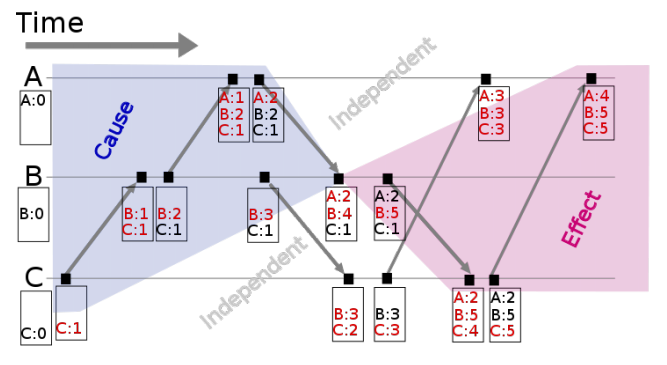 Time
Independent
A
A:0
Cause
A:1
B:2
C:1
A:2
B:2
C:1
A:3
B:3
C:3
A:4
B:5
C:5
B
B:0
B:1
C:1
B:2
C:1
B:3
C:1
A:2
B:4
C:1
A:2
B:5
C:1
Effect
Independent
C
C:0
C:1
B:3
C:2
B:3
C:3
A:2
B:5
C:4
A:2
B:5
C:5